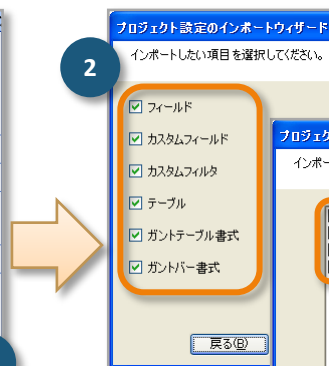 2
プロジェクト設定のインポートウィザード
インポートしたい項目を選択してください。
フィールド
カスタムフィールド
カスタムフィルタ
テーブル
ガントテーブル書式
ガントバー書式
プロジェク
インポー
戻る(B)